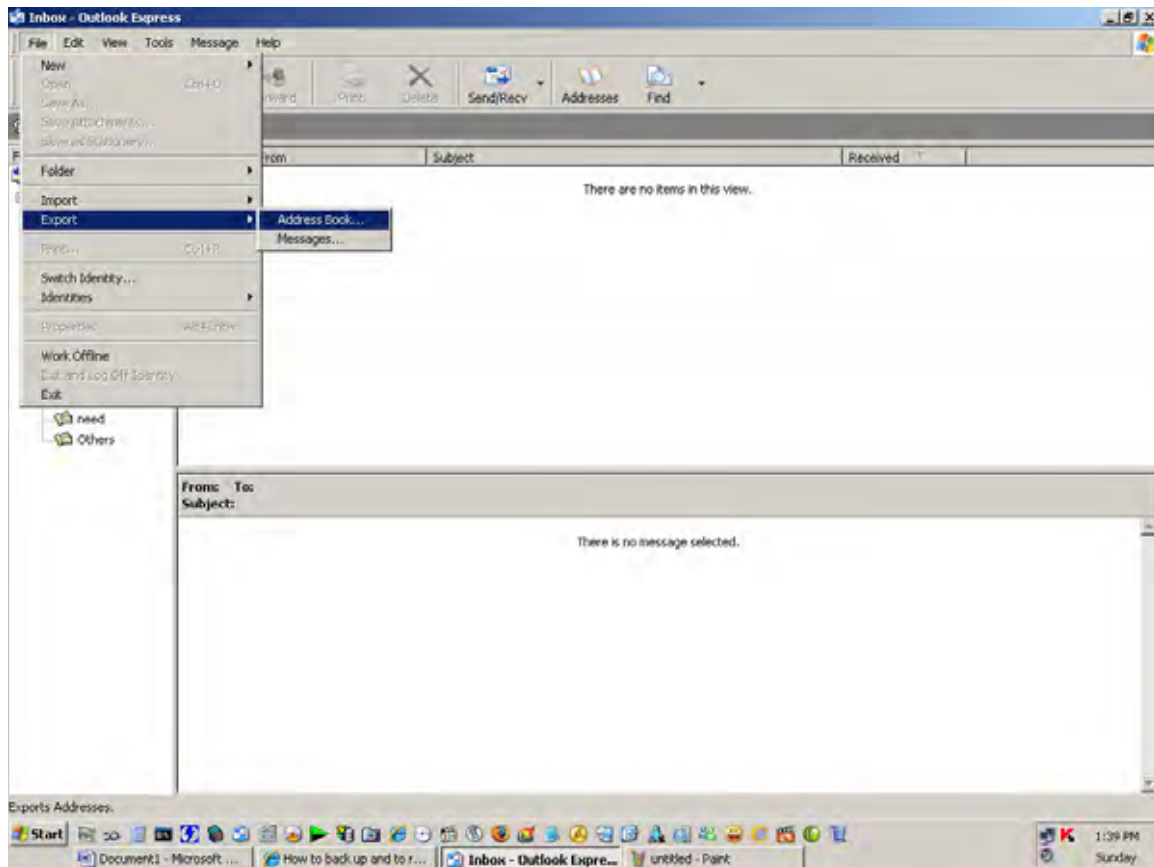 Inbox - Outlook Express
File Edit View Tools Message Help
Print Delete Send/Recv Addresses Find
New
Open Ctrl+O
Save As...
Save Attachments...
Save as Stationery...
Folder
Import
Export
Address Book...
Messages...
Print... Ctrl+P
Switch Identity...
Identities
Properties Alt+Enter
Work Offline
Exit and Log Off Identity
Exit
rom Subject Received
There are no items in this view.
need
Others
From: To:
Subject:
There is no message selected.
Exports Addresses.
Start 1:39 PM
Document1 - Microsoft ... How to back up and to r... Inbox - Outlook Expre... untitled - Paint Sunday